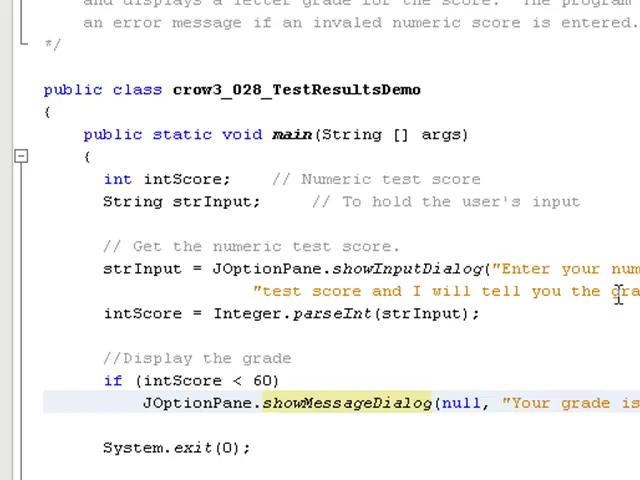 and displays a letter grade for the score. The program
an error message if an invaled numeric score is entered.
*/
public class crow3_028_TestResultsDemo
{
public static void main(String [] args)
{
int intScore; // Numeric test score
String strInput; // To hold the user's input
// Get the numeric test score.
strInput = JOptionPane.showInputDialog("Enter your num
"test score and I will tell you the gra
intScore = Integer.parseInt(strInput);
//Display the grade
if (intScore < 60)
JOptionPane.showMessageDialog(null, "Your grade is
System.exit(0);